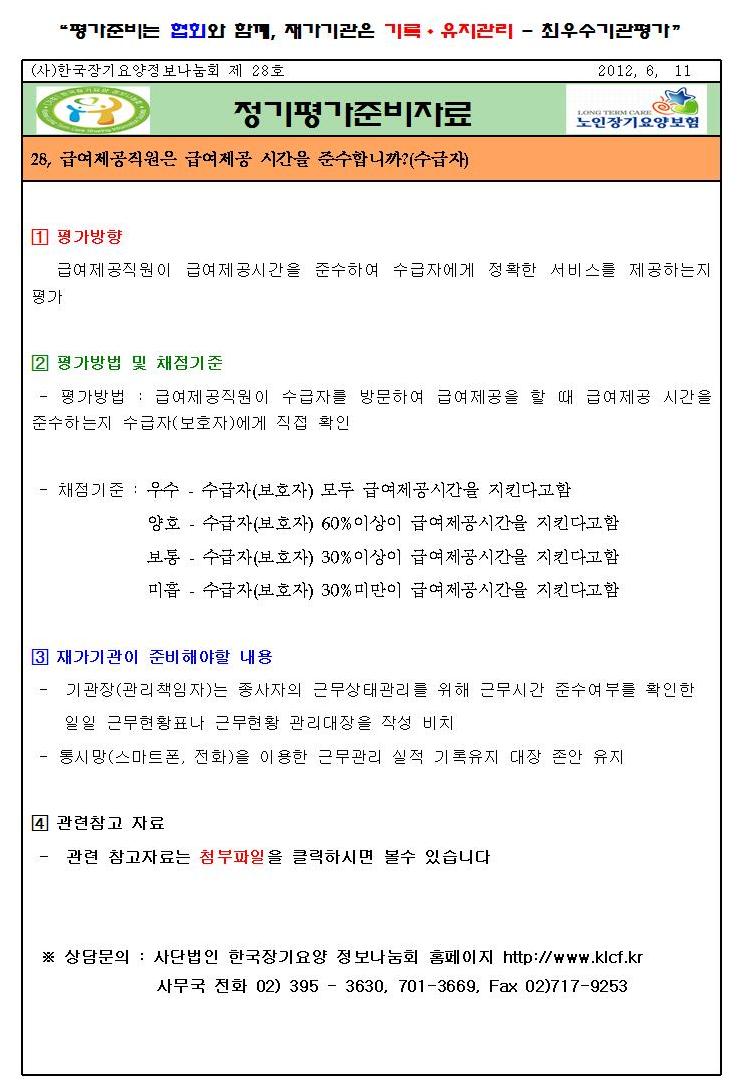 “평가준비는 협회와 함께, 재가기관은 기록·유지관리 - 최우수기관평가”
(사)한국장기요양정보나눔회 제 28호 2012, 6, 11
정기평가준비자료
LONG TERM CARE
노인장기요양보험
28, 급여제공직원은 급여제공 시간을 준수합니까?(수급자)
1 평가방향
급여제공직원이 급여제공시간을 준수하여 수급자에게 정확한 서비스를 제공하는지
평가
2 평가방법 및 채점기준
- 평가방법 : 급여제공직원이 수급자를 방문하여 급여제공을 할 때 급여제공 시간을
준수하는지 수급자(보호자)에게 직접 확인
- 채점기준 : 우수 - 수급자(보호자) 모두 급여제공시간을 지킨다고함
양호 - 수급자(보호자) 60%이상이 급여제공시간을 지킨다고함
보통 - 수급자(보호자) 30%이상이 급여제공시간을 지킨다고함
미흡 - 수급자(보호자) 30%미만이 급여제공시간을 지킨다고함
3 재가기관이 준비해야할 내용
- 기관장(관리책임자)는 종사자의 근무상태관리를 위해 근무시간 준수여부를 확인한
일일 근무현황표나 근무현황 관리대장을 작성 비치
- 통시망(스마트폰, 전화)을 이용한 근무관리 실적 기록유지 대장 존안 유지
4 관련참고 자료
- 관련 참고자료는 첨부파일을 클릭하시면 볼수 있습니다
※ 상담문의 : 사단법인 한국장기요양 정보나눔회 홈페이지 http://www.klcf.kr
사무국 전화 02) 395 - 3630, 701-3669, Fax 02)717-9253